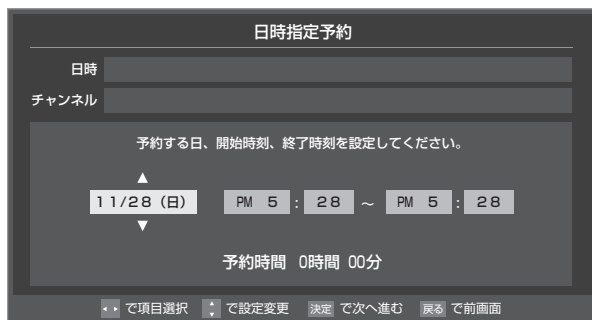 日時指定予約
日時
チャンネル
予約する日、開始時刻、終了時刻を設定してください。
11/28（日） PM 5 : 28 ～ PM 5 : 28
予約時間 0時間 00分
で項目選択 で設定変更 決定 で次へ進む 戻る で前画面